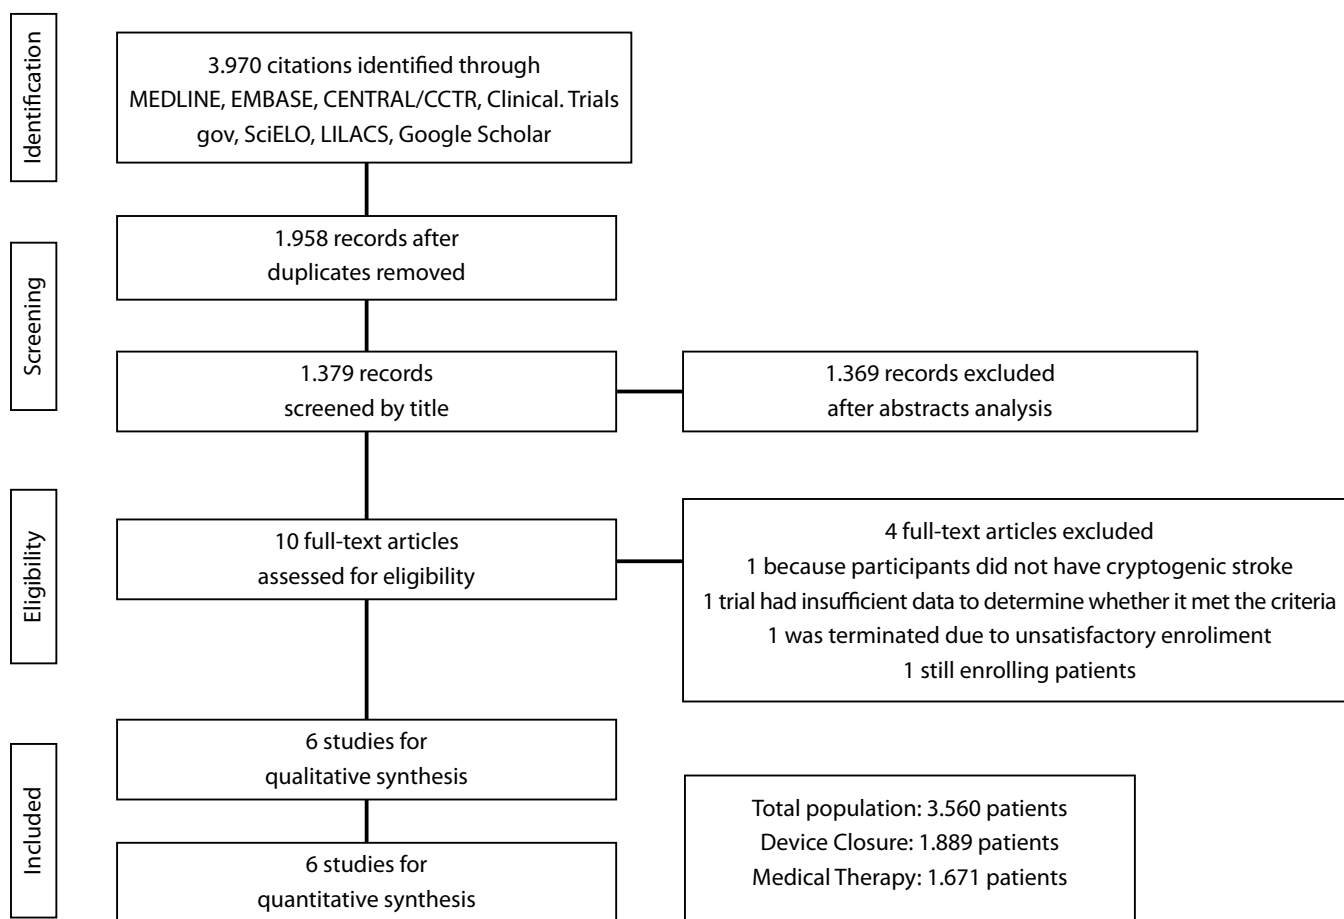 Identification
3.970 citations identified through
MEDLINE, EMBASE, CENTRAL/CCTR, Clinical. Trials
gov, SciELO, LILACS, Google Scholar
Screening
1.958 records after
duplicates removed
1.379 records
screened by title
1.369 records excluded
after abstracts analysis
Eligibility
10 full-text articles
assessed for eligibility
4 full-text articles excluded
1 because participants did not have cryptogenic stroke
1 trial had insufficient data to determine whether it met the criteria
1 was terminated due to unsatisfactory enroliment
1 still enrolling patients
Included
6 studies for
qualitative synthesis
6 studies for
quantitative synthesis
Total population: 3.560 patients
Device Closure: 1.889 patients
Medical Therapy: 1.671 patients